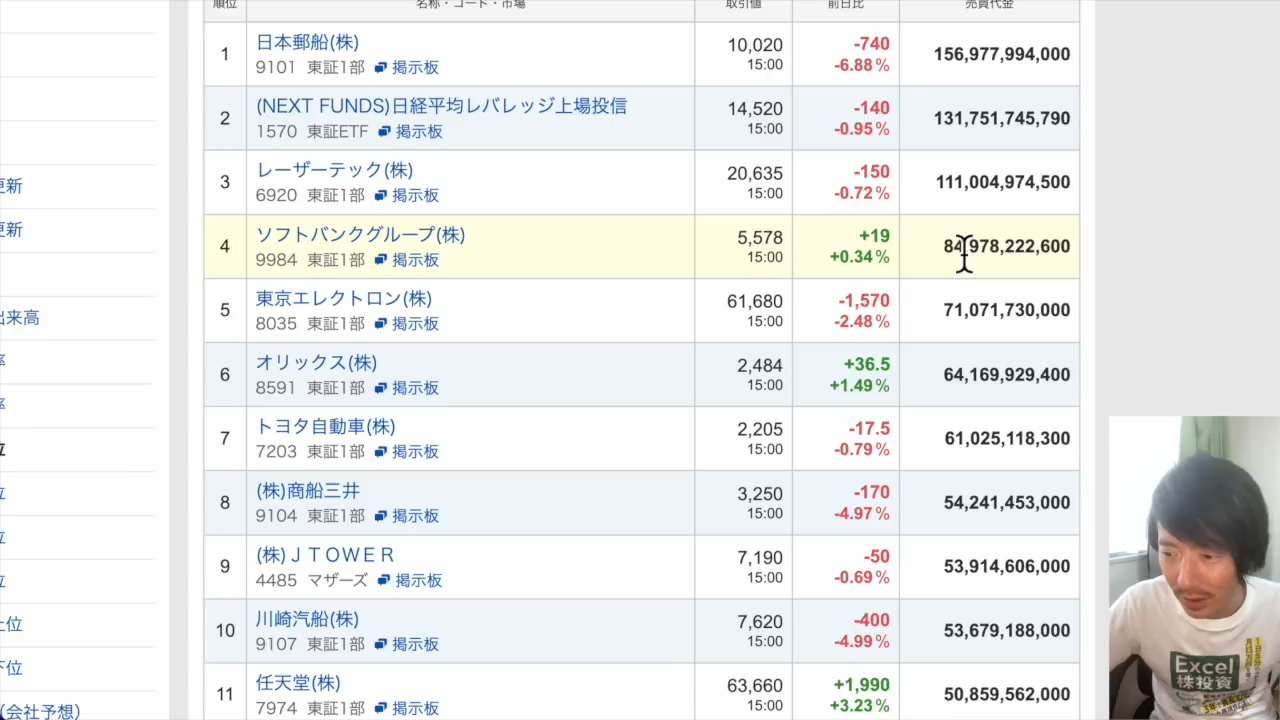 順位 名称・コード・市場 取引値 前日比 売買代金
1 日本郵船(株) 10,020 -740 156,977,994,000
9101 東証1部 掲示板 15:00 -6.88%
2 (NEXT FUNDS)日経平均レバレッジ上場投信 14,520 -140 131,751,745,790
1570 東証ETF 掲示板 15:00 -0.95%
3 レーザーテック(株) 20,635 -150 111,004,974,500
6920 東証1部 掲示板 15:00 -0.72%
4 ソフトバンクグループ(株) 5,578 +19 84,978,222,600
9984 東証1部 掲示板 15:00 +0.34%
5 東京エレクトロン(株) 61,680 -1,570 71,071,730,000
8035 東証1部 掲示板 15:00 -2.48%
6 オリックス(株) 2,484 +36.5 64,169,929,400
8591 東証1部 掲示板 15:00 +1.49%
7 トヨタ自動車(株) 2,205 -17.5 61,025,118,300
7203 東証1部 掲示板 15:00 -0.79%
8 (株)商船三井 3,250 -170 54,241,453,000
9104 東証1部 掲示板 15:00 -4.97%
9 (株)ＪＴＯＷＥＲ 7,190 -50 53,914,606,000
4485 マザーズ 掲示板 15:00 -0.69%
10 川崎汽船(株) 7,620 -400 53,679,188,000
9107 東証1部 掲示板 15:00 -4.99%
11 任天堂(株) 63,660 +1,990 50,859,562,000
7974 東証1部 掲示板 15:00 +3.23%
更新
更新
出来高
率
率
位
位
位
位
上位
下位
(会社予想)
Excel
株投資